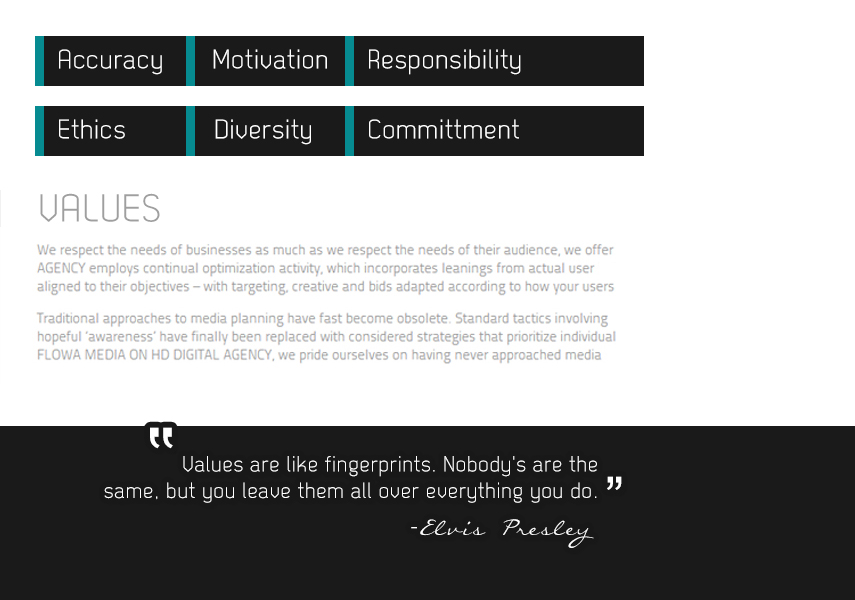 Accuracy Motivation Responsibility
Ethics Diversity Committment
VALUES
We respect the needs of businesses as much as we respect the needs of their audience, we offer
AGENCY employs continual optimization activity, which incorporates leanings from actual user
aligned to their objectives – with targeting, creative and bids adapted according to how your users
Traditional approaches to media planning have fast become obsolete. Standard tactics involving
hopeful 'awareness' have finally been replaced with considered strategies that prioritize individual
FLOWA MEDIA ON HD DIGITAL AGENCY, we pride ourselves on having never approached media
"Values are like fingerprints. Nobody's are the
same, but you leave them all over everything you do.”
-Elvis Presley